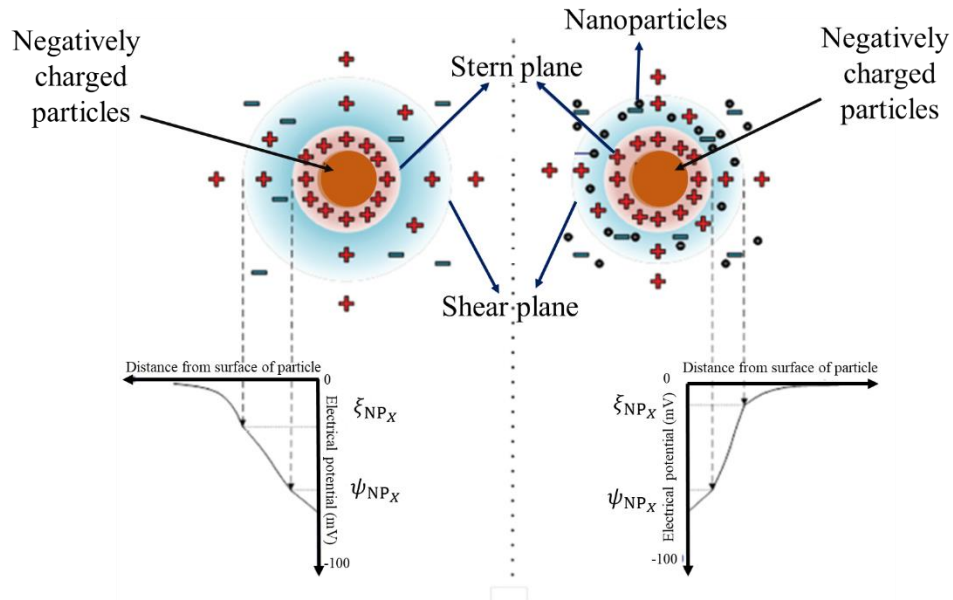 Negatively
charged
particles
Nanoparticles
Stern plane
Negatively
charged
particles
Shear plane
Distance from surface of particle
0
Electrical potential (mV)
ξNPX
ψNPX
-100
Distance from surface of particle
0
Electrical potential (mV)
ξNPX
ψNPX
-100